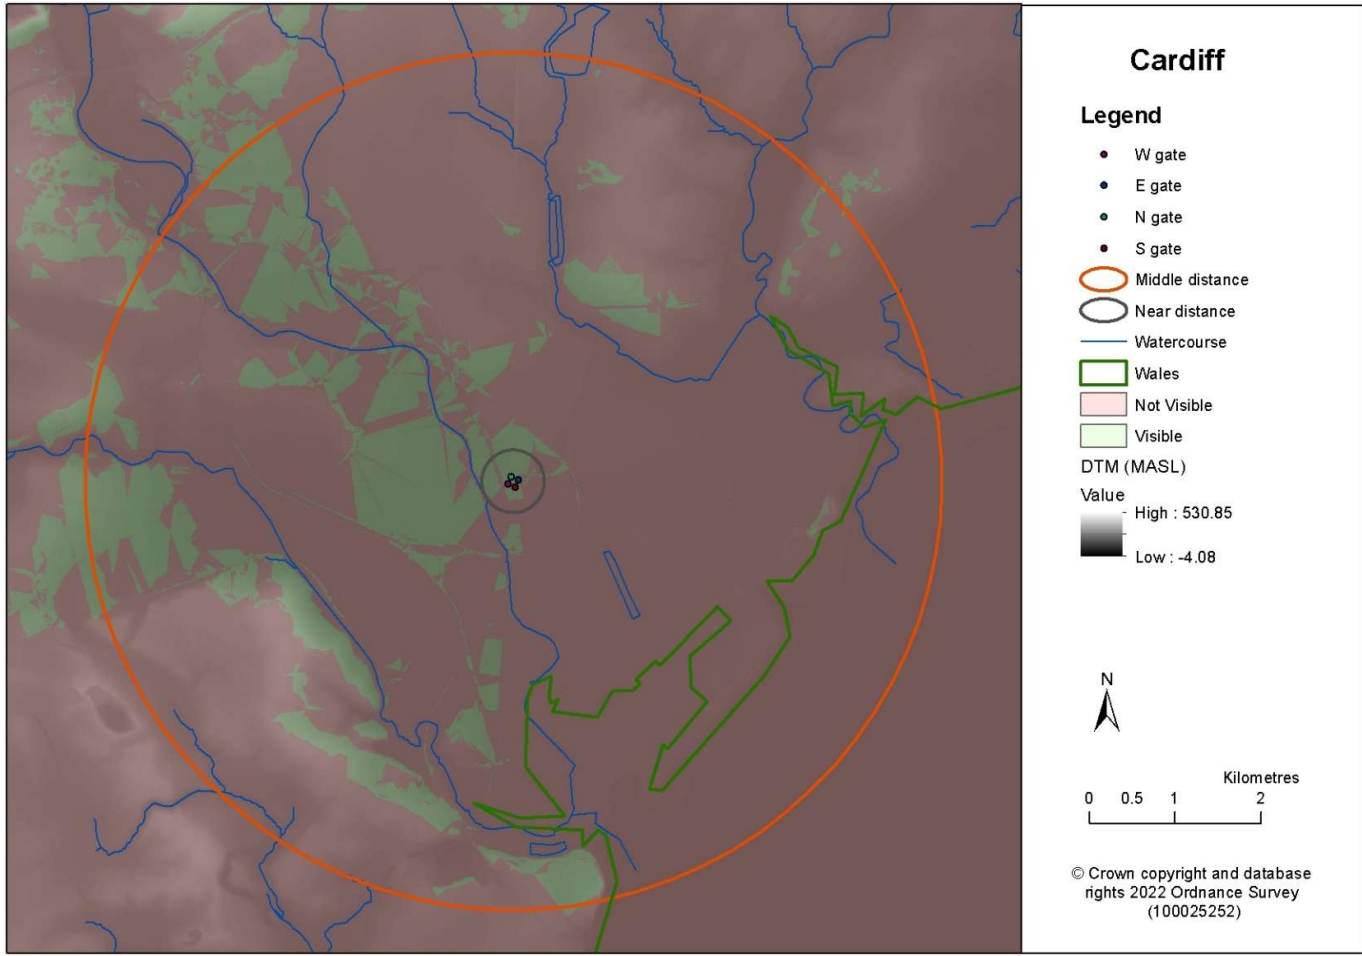 Cardiff
Legend
W gate
E gate
N gate
S gate
Middle distance
Near distance
Watercourse
Wales
Not Visible
Visible
DTM (MASL)
Value
High : 530.85
Low : -4.08
N
Kilometres
0 0.5 1 2
© Crown copyright and database
rights 2022 Ordnance Survey
(100025252)